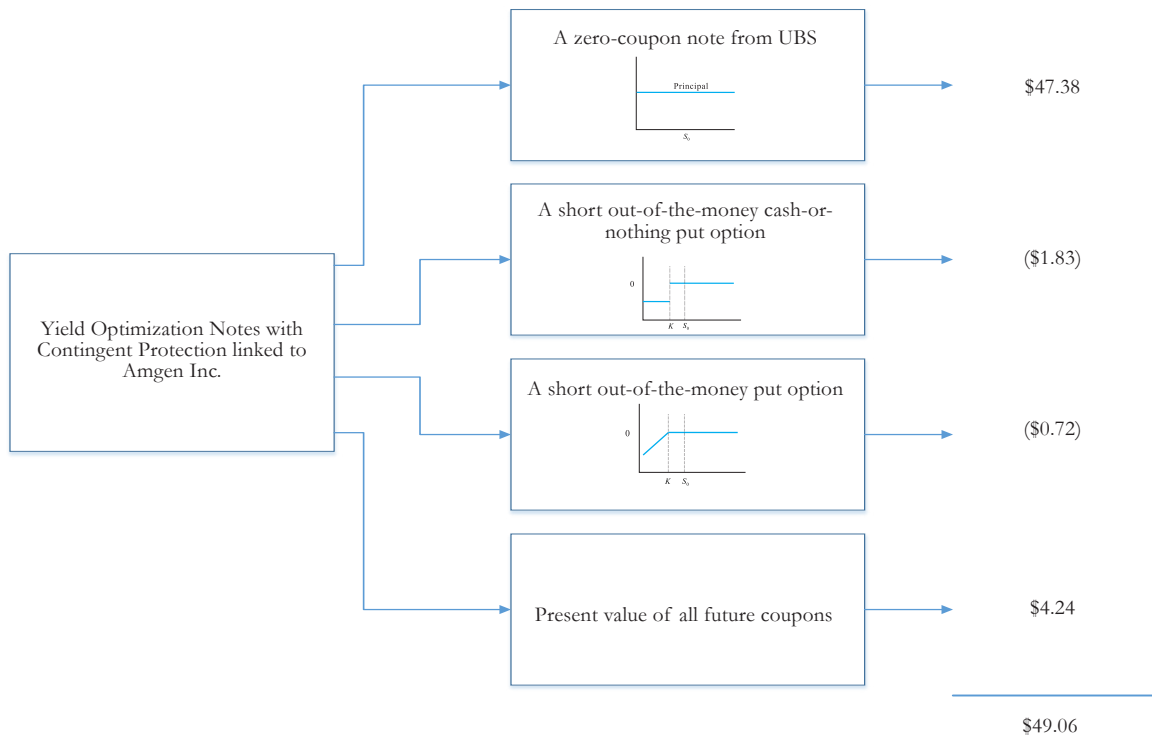 A zero-coupon note from UBS
Principal
S0
$47.38
A short out-of-the-money cash-or-
nothing put option
0
K S0
($1.83)
Yield Optimization Notes with
Contingent Protection linked to
Amgen Inc.
A short out-of-the-money put option
0
K S0
($0.72)
Present value of all future coupons
$4.24
$49.06